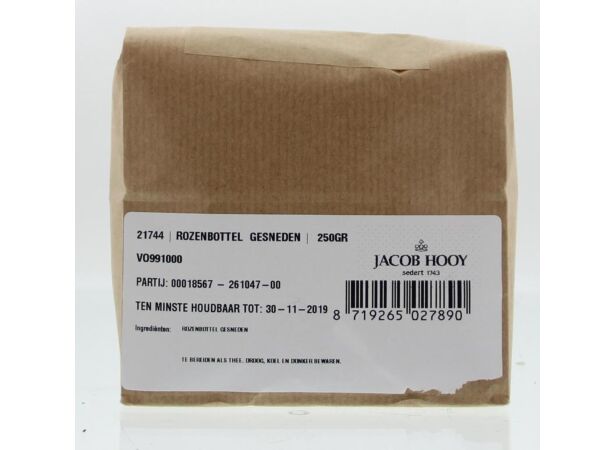 21744 | ROZENBOTTEL GESNEDEN | 250GR
VO991000
PARTIJ: 00018567 - 261047-00
TEN MINSTE HOUDBAAR TOT: 30-11-2019
Ingrediënten: ROZENBOTTEL GESNEDEN
TE BEREIDEN ALS THEE. DROOG, KOEL EN DONKER BEWAREN.
JACOB HOOY
sedert 1743
8 719265 027890